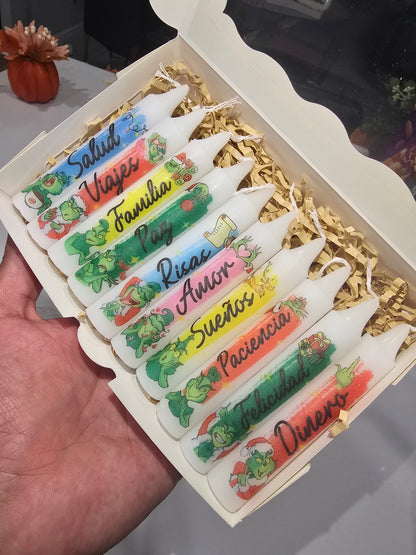 Salud
Viajes
Familia
Paz
Risas
Amor
Sueños
Paciencia
Felicidad
Dinero